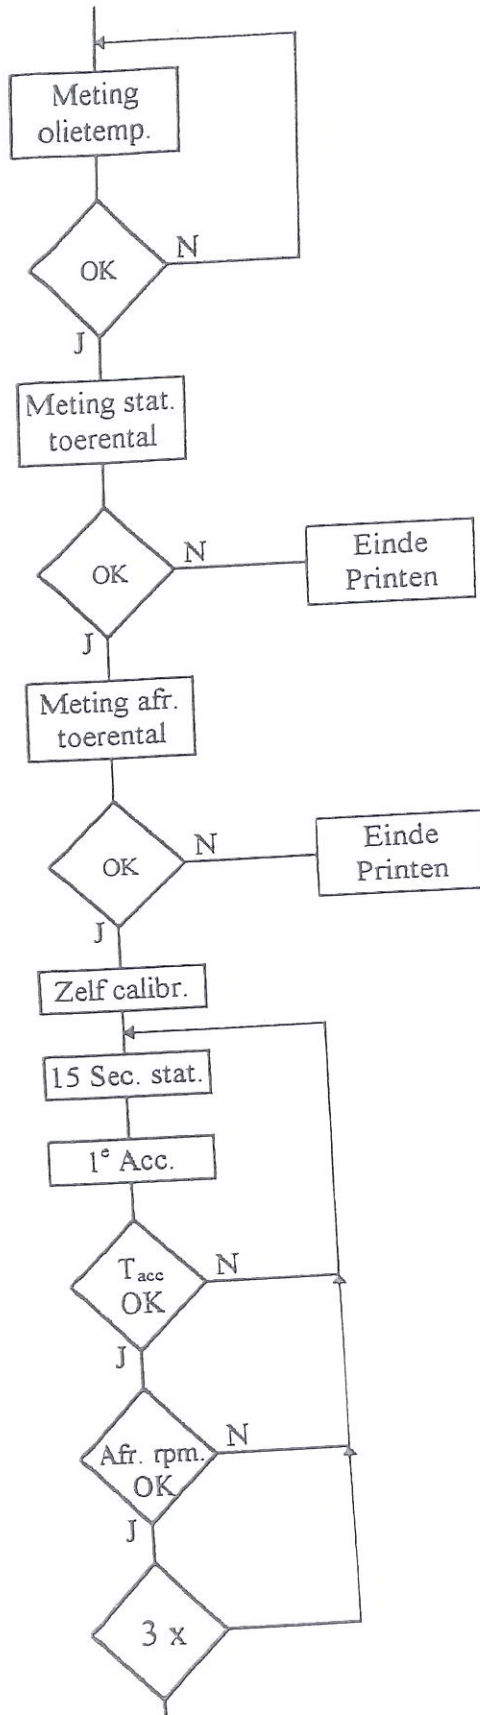 Meting
olietemp.
OK
N
J
Meting stat.
toerental
OK
N
Einde
Printen
J
Meting afr.
toerental
OK
N
Einde
Printen
J
Zelf calibr.
15 Sec. stat.
1e Acc.
Tacc
OK
N
J
Afr. rpm.
OK
N
J
3 x